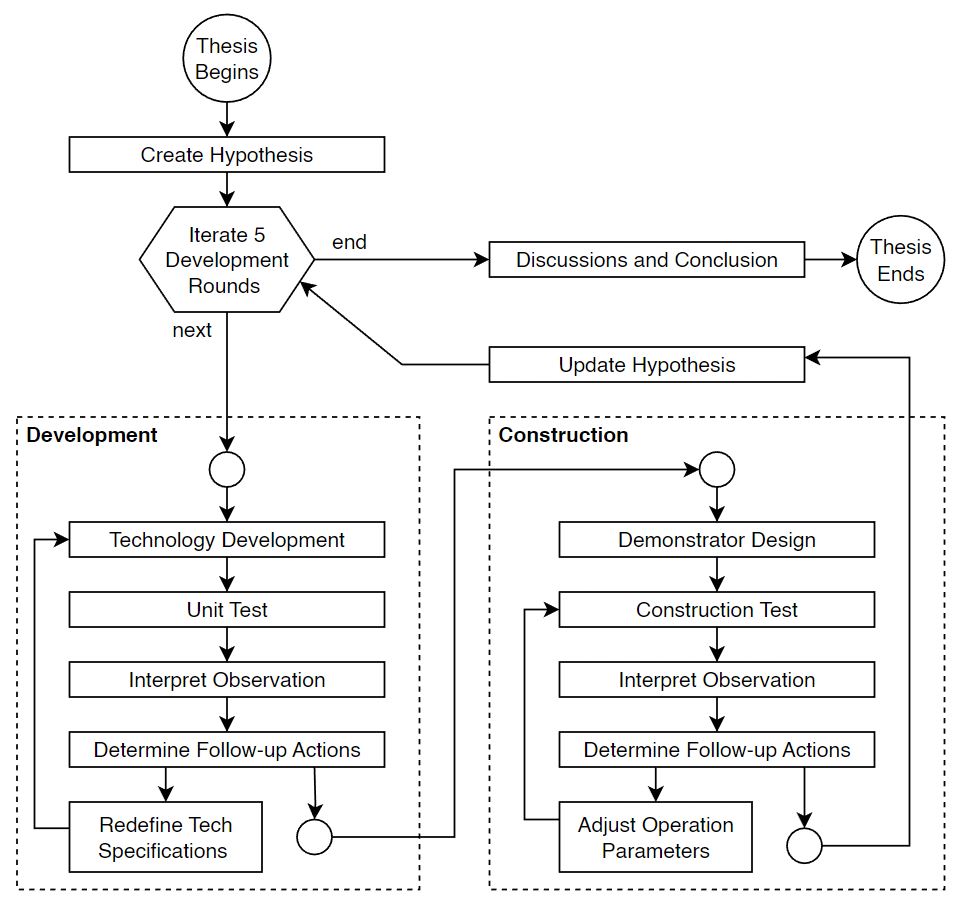 Thesis
Begins
Create Hypothesis
Iterate 5
Development
Rounds
end
Discussions and Conclusion
Thesis
Ends
next
Update Hypothesis
Development
Technology Development
Unit Test
Interpret Observation
Determine Follow-up Actions
Redefine Tech
Specifications
Construction
Demonstrator Design
Construction Test
Interpret Observation
Determine Follow-up Actions
Adjust Operation
Parameters